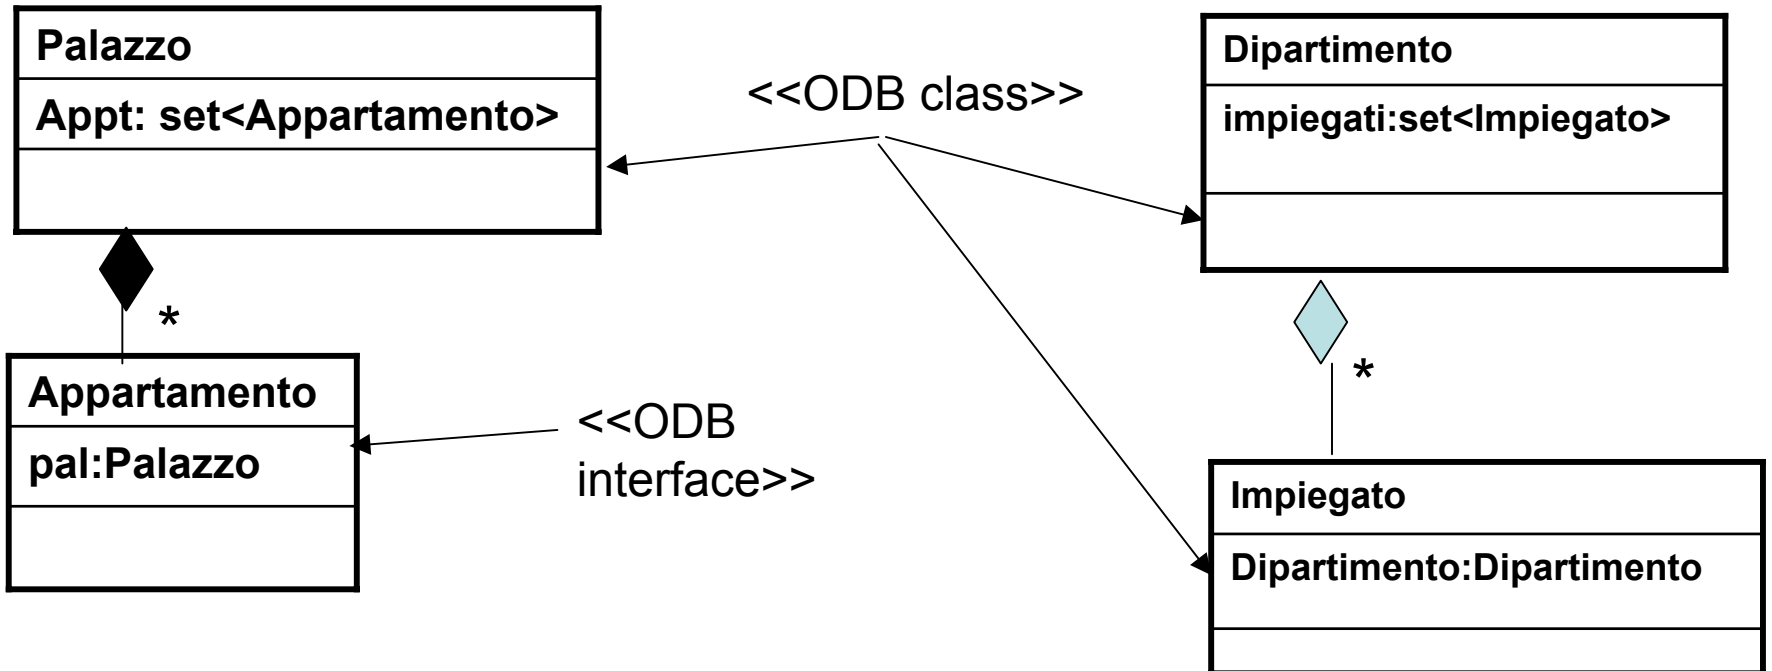 Palazzo
Appt: set<Appartamento>
<<ODB class>>
Dipartimento
impiegati:set<Impiegato>
*
Appartamento
pal:Palazzo
<<ODB
interface>>
*
Impiegato
Dipartimento:Dipartimento